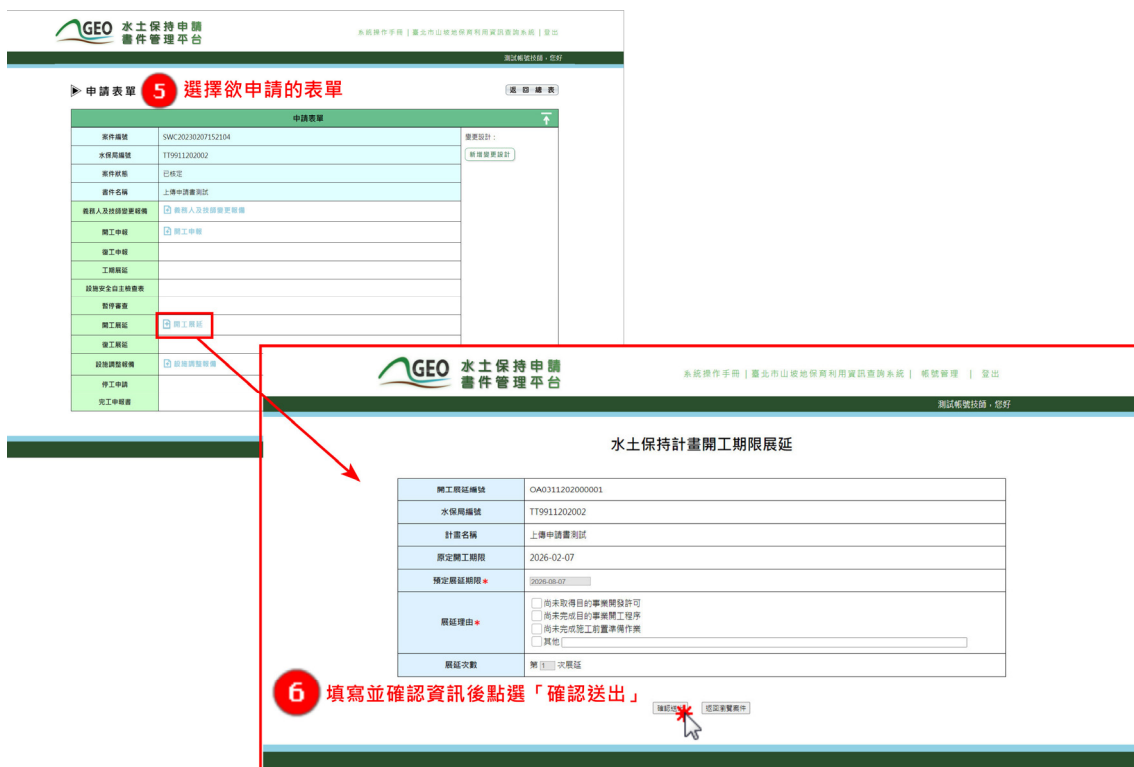 GEO 水土保持申請
書件管理平台
系統操作手冊 | 臺北市山坡地保育利用資訊查詢系統 | 登出
測試帳號技師，您好
申請表單 5 選擇欲申請的表單
返回總表
申請表單
案件編號 SWC20230207152104 變更設計：
水保局編號 TT9911202002 新增變更設計
案件狀態 已核定
書件名稱 上傳申請書測試
義務人及技師變更報備 義務人及技師變更報備
開工申報 開工申報
復工申報
工期展延
設施安全自主檢查表
暫停審查
開工展延 開工展延
復工展延
設施調整報備 設施調整報備
停工申請
完工申報書
GEO 水土保持申請
書件管理平台
系統操作手冊 | 臺北市山坡地保育利用資訊查詢系統 | 帳號管理 | 登出
測試帳號技師，您好
水土保持計畫開工期限展延
開工展延編號 OA0311202000001
水保局編號 TT9911202002
計畫名稱 上傳申請書測試
原定開工期限 2026-02-07
預定展延期限* 2026-08-07
展延理由*
尚未取得目的事業開發許可
尚未完成目的事業開工程序
尚未完成施工前置準備作業
其他
展延次數 第 1 次展延
6 填寫並確認資訊後點選「確認送出」
確認送 返回瀏覽案件